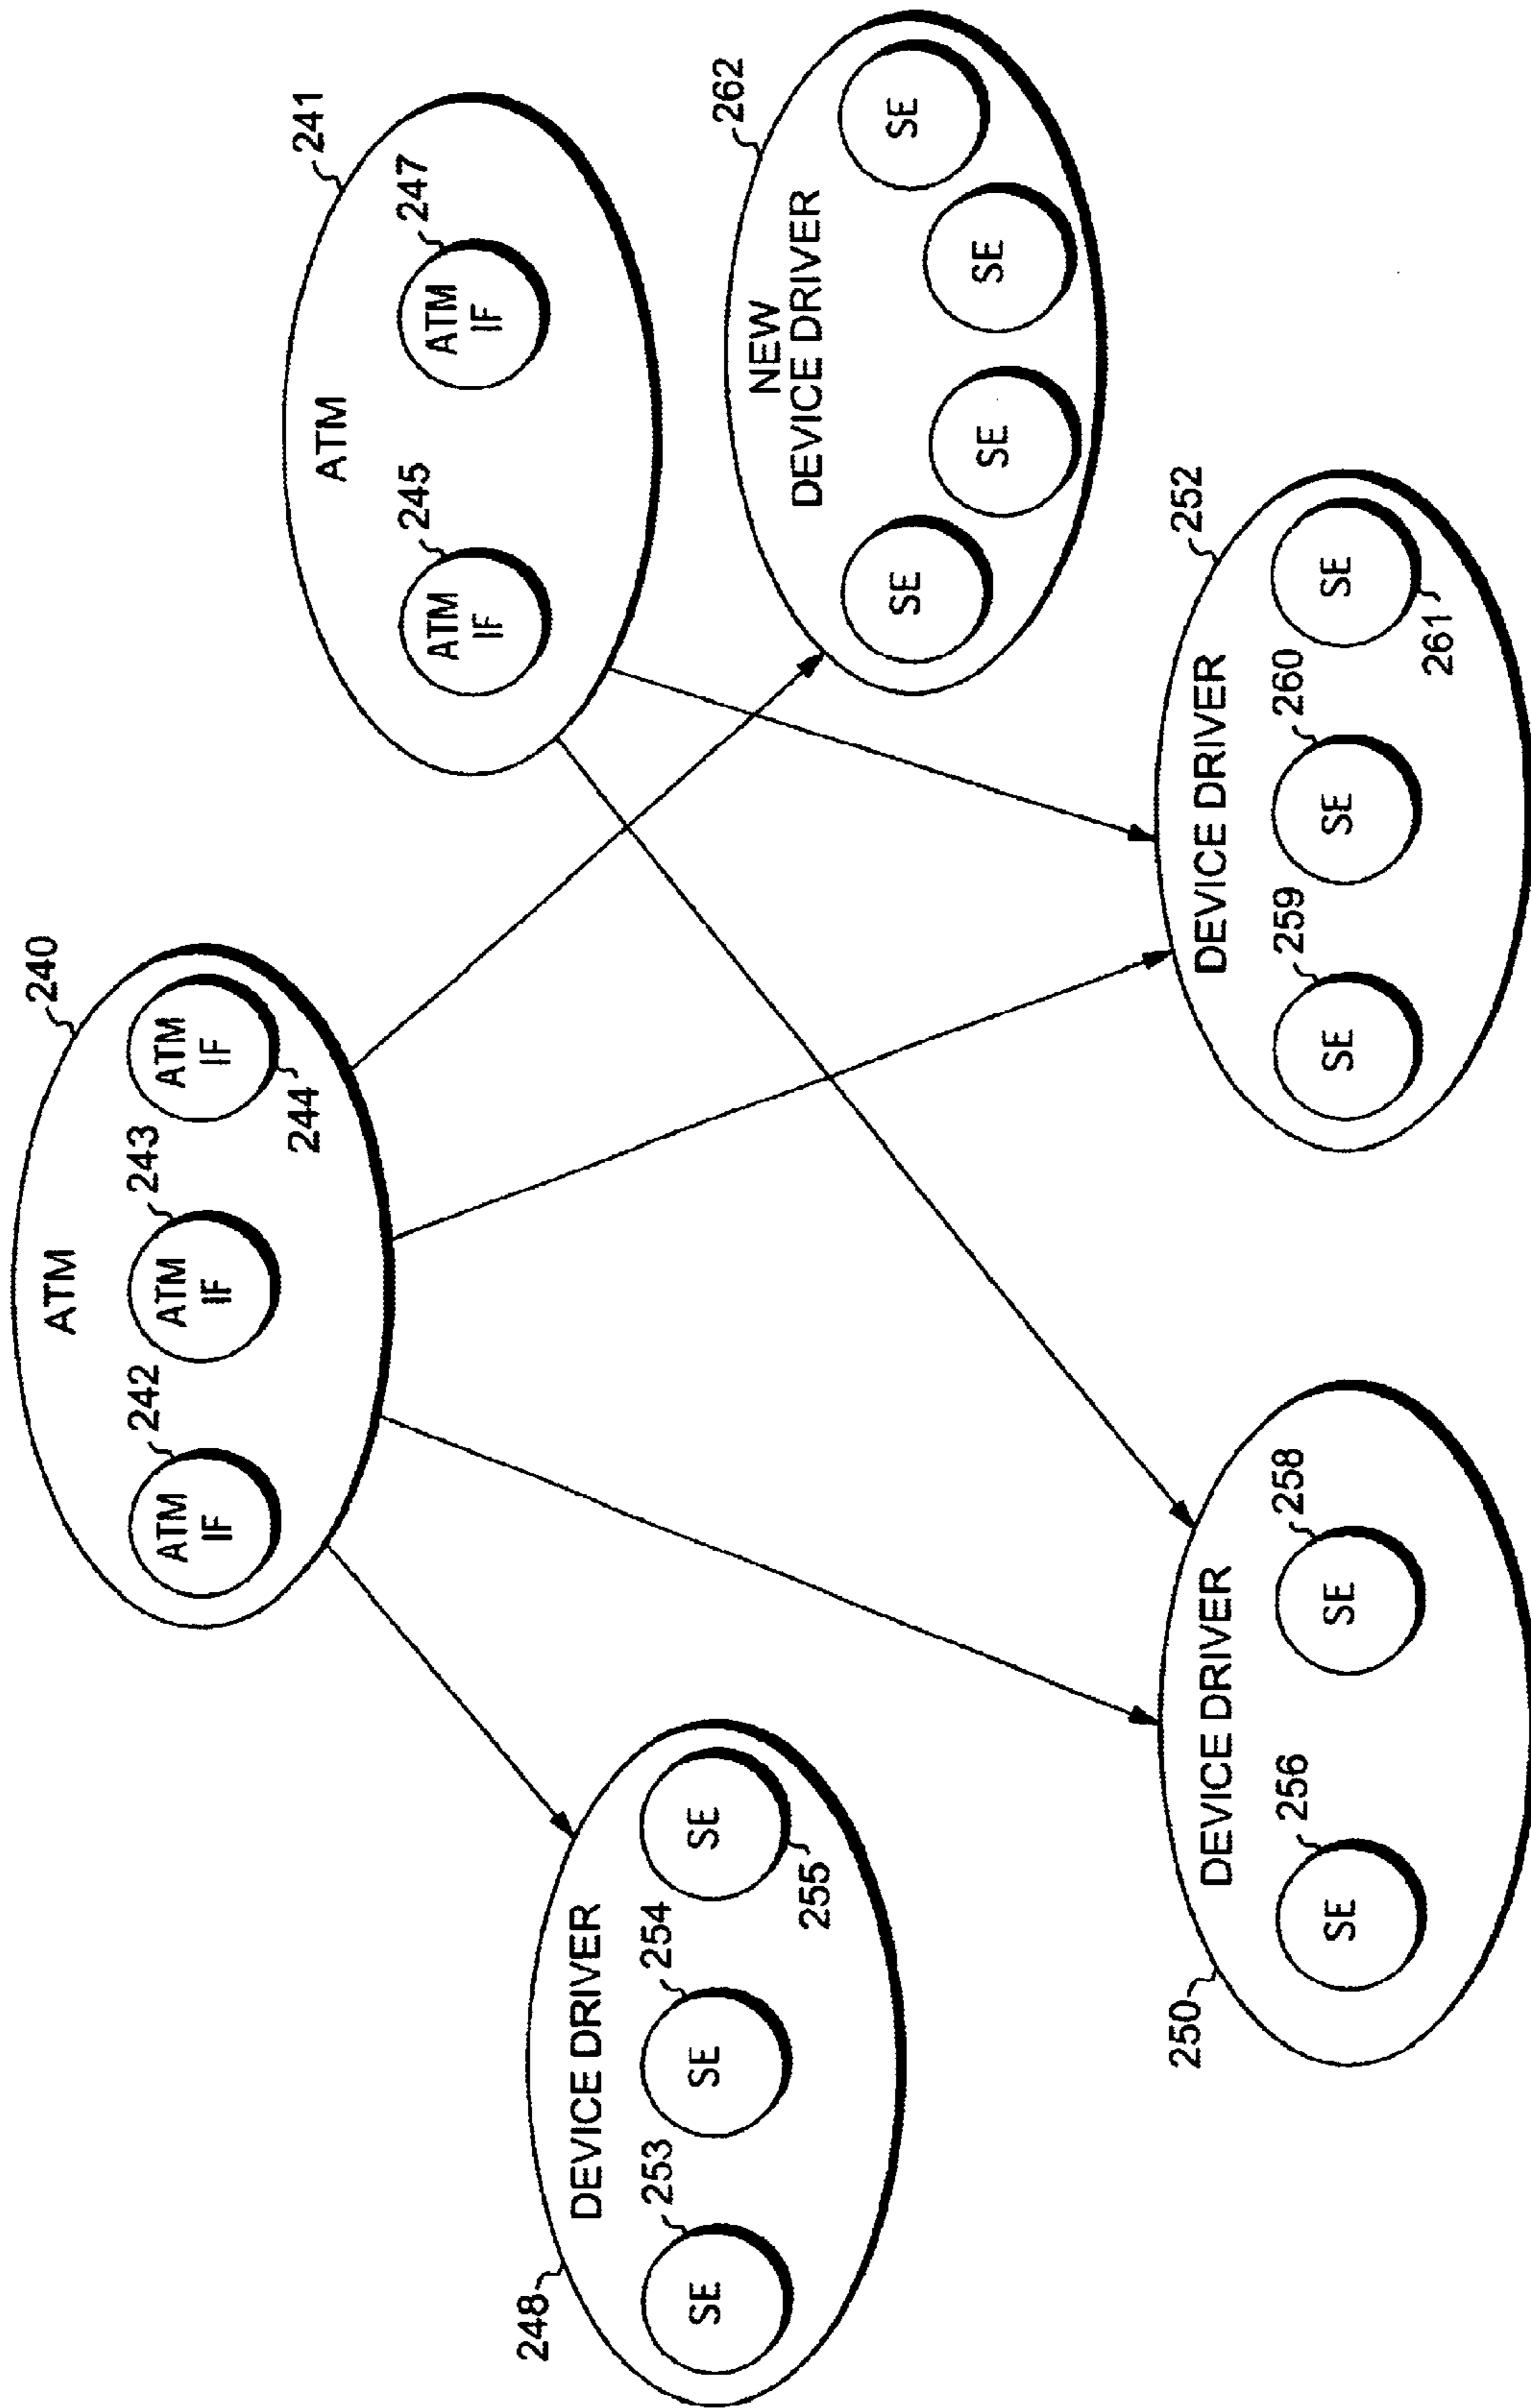 240
ATM
242
243
ATM
IF
ATM
IF
ATM
IF
244
241
ATM
245
247
ATM
IF
ATM
IF
248
DEVICE DRIVER
253
254
SE
SE
SE
255
262
NEW
DEVICE DRIVER
SE
SE
SE
SE
250
DEVICE DRIVER
256
258
SE
SE
252
DEVICE DRIVER
259
260
SE
SE
SE
261